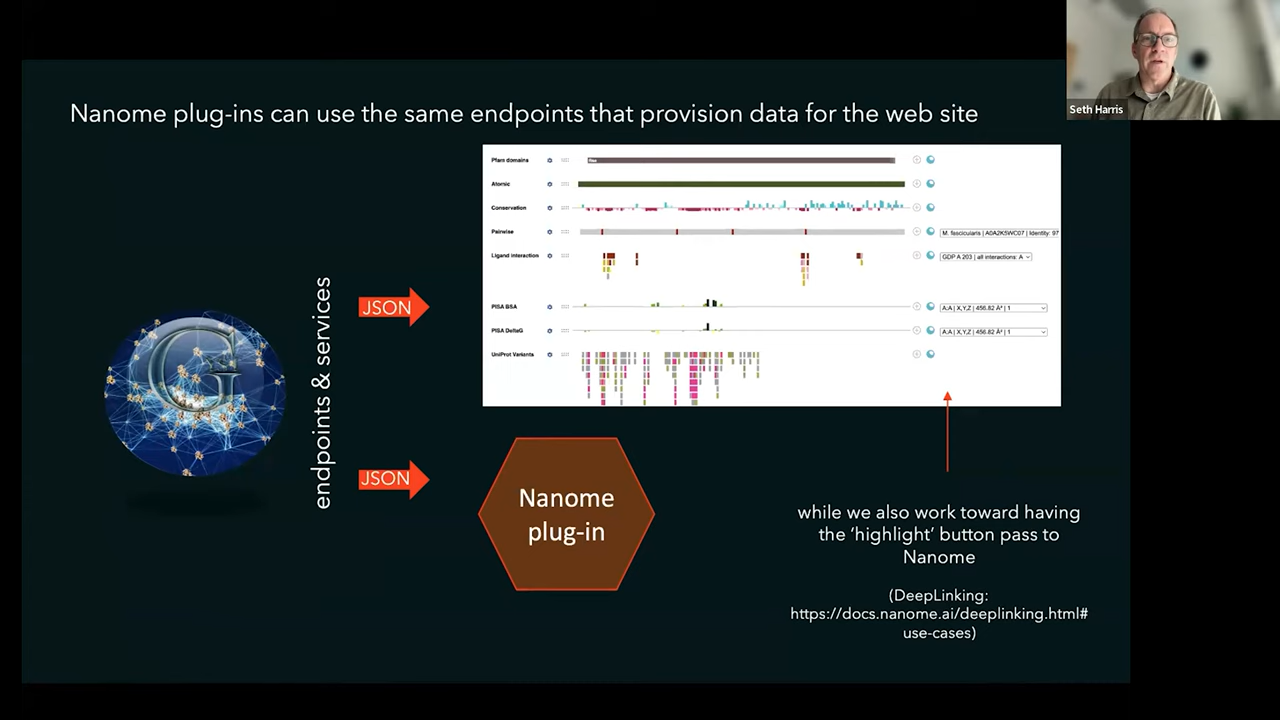 Seth Harris
Nanome plug-ins can use the same endpoints that provision data for the web site
Pfam domains
Atomic
Conservation
Pairwise
M. fascicularis | A0A2K5WC07 | Identity: 97
Ligand interaction
GDP A 203 | all interactions: A
PISA BSA
A:A | X,Y,Z | 456.82 Å² | 1
PISA DeltaG
A:A | X,Y,Z | 456.82 Å² | 1
UniProt Variants
G
endpoints & services
JSON
JSON
Nanome
plug-in
while we also work toward having
the ‘highlight’ button pass to
Nanome
(DeepLinking:
https://docs.nanome.ai/deeplinking.html#
use-cases)